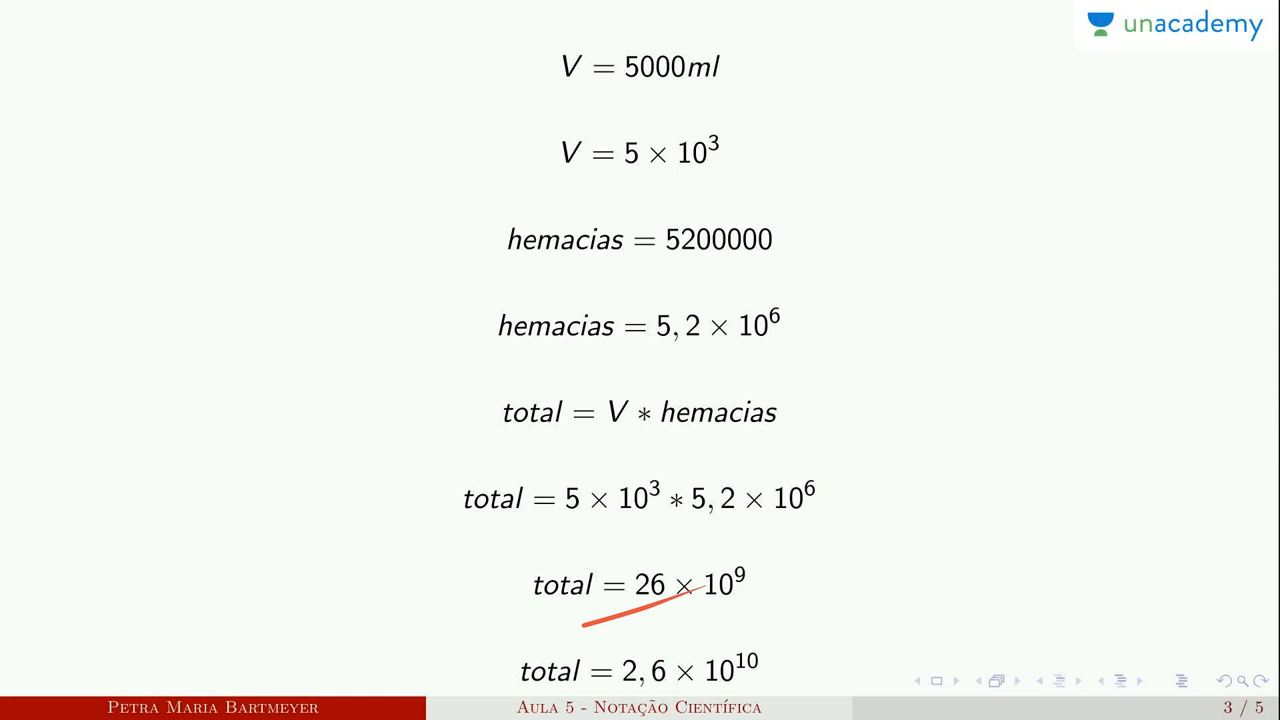 unacademy
V = 5000ml
V = 5 × 10³
hemacias = 5200000
hemacias = 5, 2 × 10⁶
total = V ∗ hemacias
total = 5 × 10³ ∗ 5, 2 × 10⁶
total = 26 × 10⁹
total = 2, 6 × 10¹⁰
Petra Maria Bartmeyer Aula 5 - Notação Científica 3 / 5